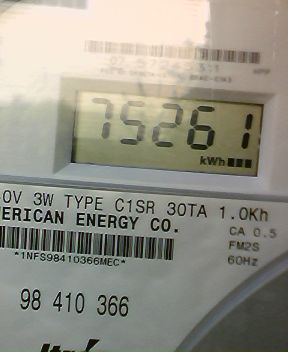 75261
kWh
0V 3W TYPE C1SR 30TA 1.0Kh
ERICAN ENERGY CO.
CA 0.5
FM2S
*1NFS98410366MEC*
60Hz
98 410 366